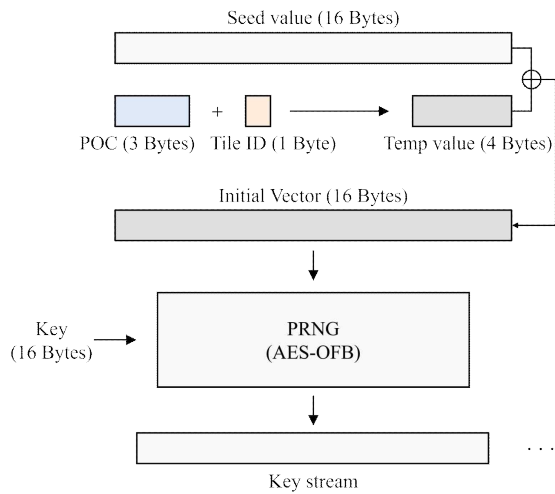 Seed value (16 Bytes)
+
POC (3 Bytes) Tile ID (1 Byte) Temp value (4 Bytes)
Initial Vector (16 Bytes)
Key
(16 Bytes)
PRNG
(AES-OFB)
. . .
Key stream